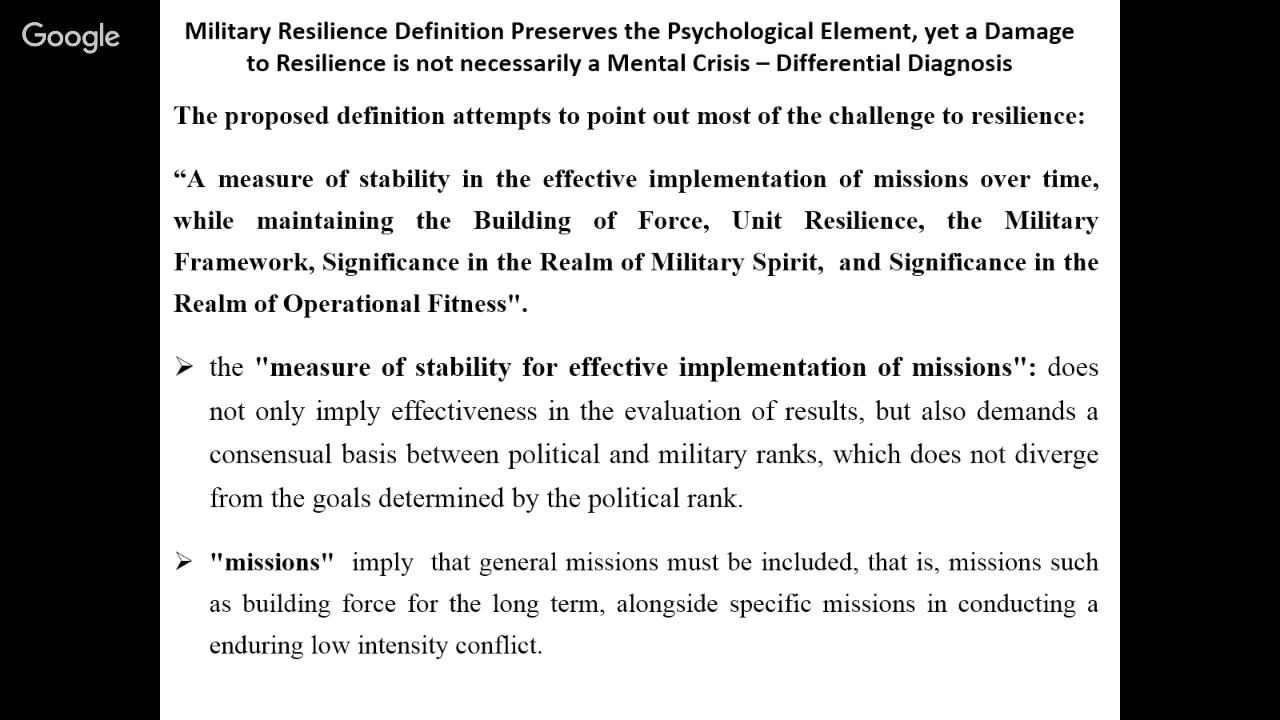 Google
Military Resilience Definition Preserves the Psychological Element, yet a Damage
to Resilience is not necessarily a Mental Crisis – Differential Diagnosis
The proposed definition attempts to point out most of the challenge to resilience:
“A measure of stability in the effective implementation of missions over time,
while maintaining the Building of Force, Unit Resilience, the Military
Framework, Significance in the Realm of Military Spirit, and Significance in the
Realm of Operational Fitness".
➢ the "measure of stability for effective implementation of missions": does
not only imply effectiveness in the evaluation of results, but also demands a
consensual basis between political and military ranks, which does not diverge
from the goals determined by the political rank.
➢ "missions" imply that general missions must be included, that is, missions such
as building force for the long term, alongside specific missions in conducting a
enduring low intensity conflict.